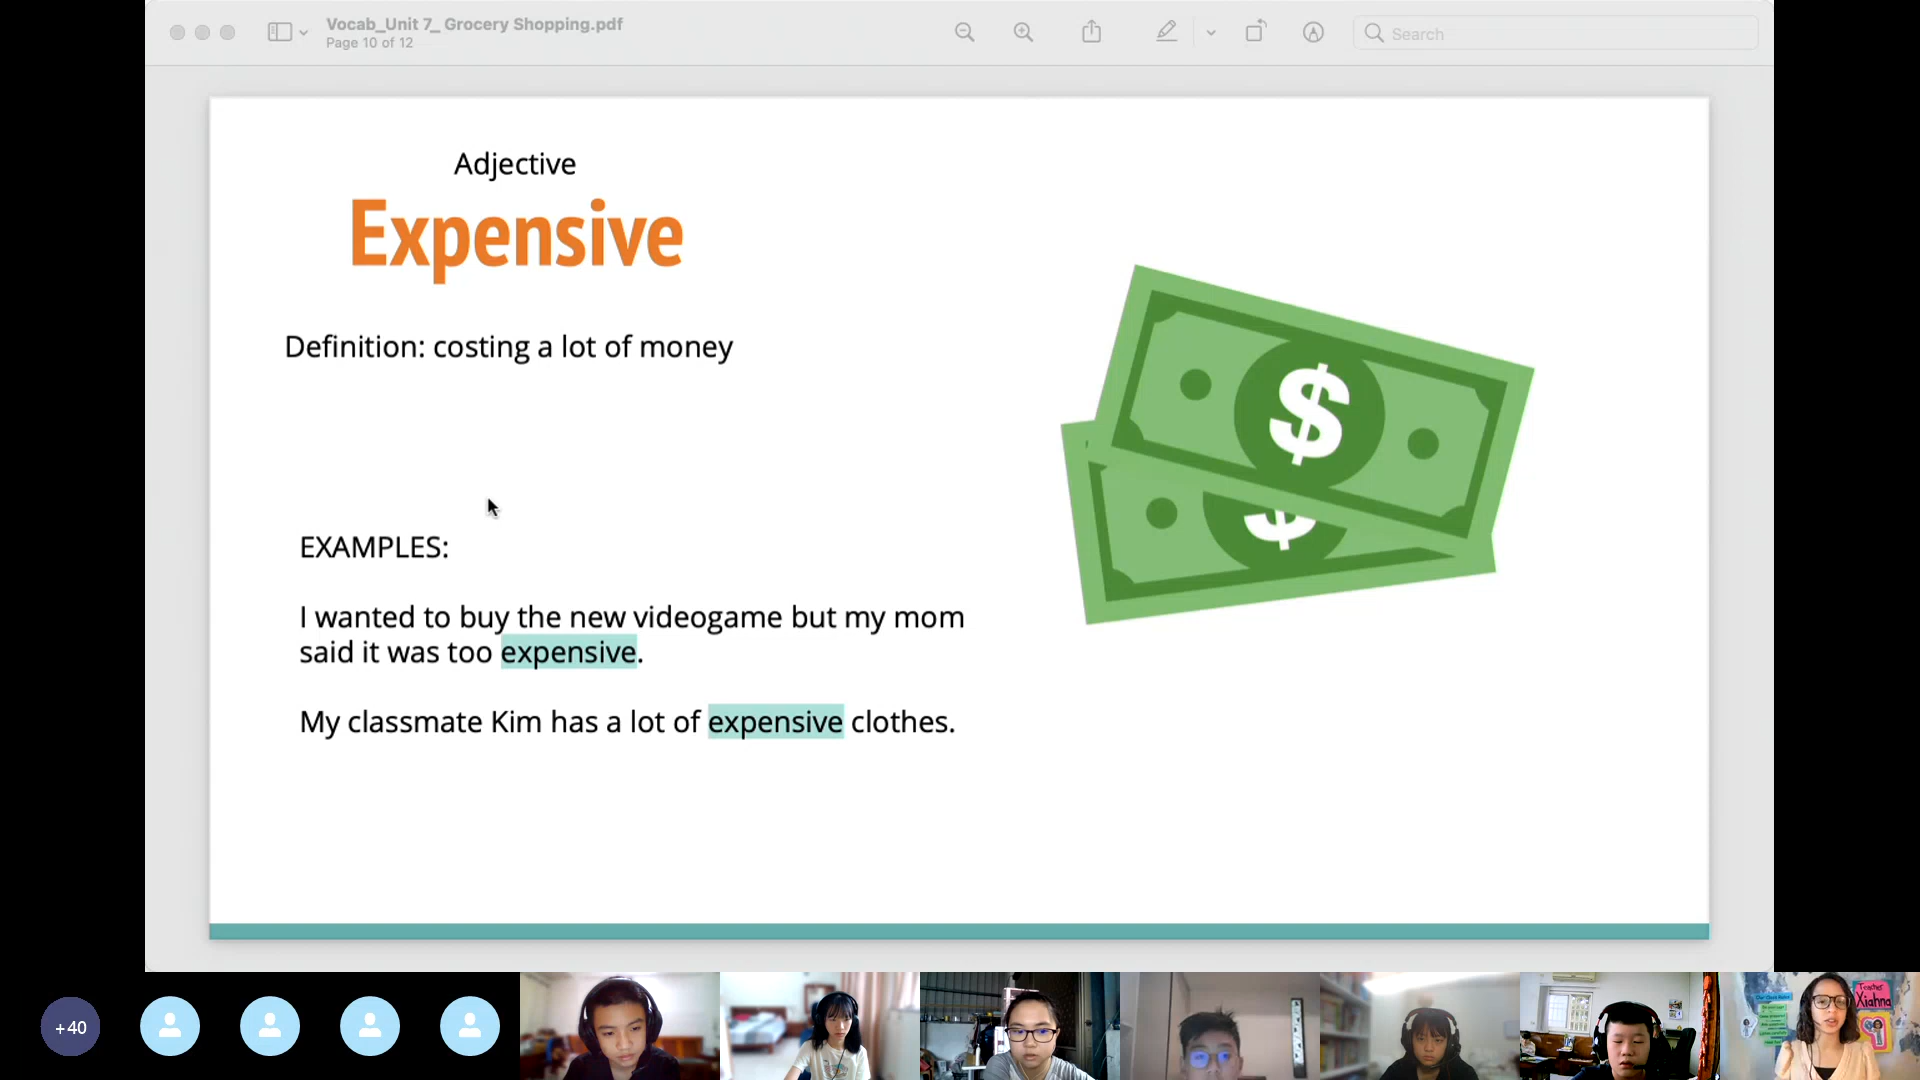 Vocab_Unit 7_ Grocery Shopping.pdf
Page 10 of 12
Search
Adjective
Expensive
Definition: costing a lot of money
$
$
EXAMPLES:
I wanted to buy the new videogame but my mom
said it was too expensive.
My classmate Kim has a lot of expensive clothes.
+40
Teacher
Xiahna